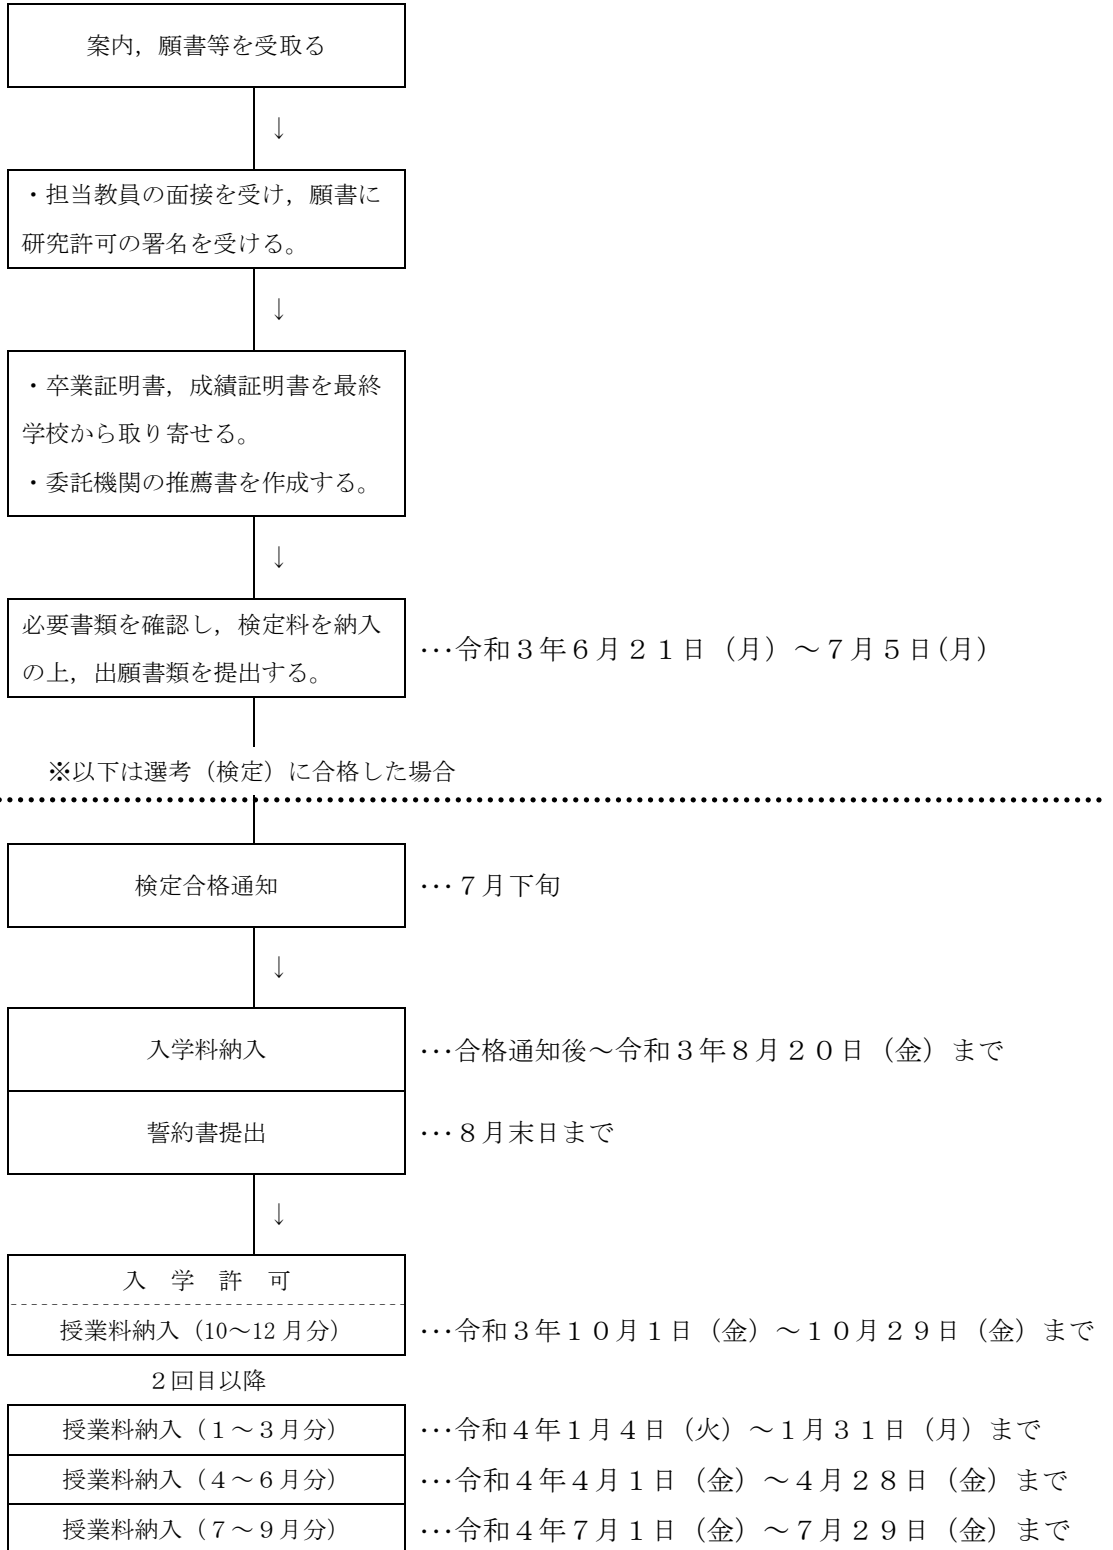 案内，願書等を受取る
↓
・担当教員の面接を受け，願書に
研究許可の署名を受ける。
↓
・卒業証明書，成績証明書を最終
学校から取り寄せる。
・委託機関の推薦書を作成する。
↓
必要書類を確認し，検定料を納入
の上，出願書類を提出する。
…令和３年６月２１日（月）～７月５日(月)
※以下は選考（検定）に合格した場合
検定合格通知
…７月下旬
↓
入学料納入
…合格通知後～令和３年８月２０日（金）まで
誓約書提出
…８月末日まで
↓
入　学　許　可
授業料納入（10～12 月分）
…令和３年１０月１日（金）～１０月２９日（金）まで
２回目以降
授業料納入（１～３月分）
…令和４年１月４日（火）～１月３１日（月）まで
授業料納入（４～６月分）
…令和４年４月１日（金）～４月２８日（金）まで
授業料納入（７～９月分）
…令和４年７月１日（金）～７月２９日（金）まで